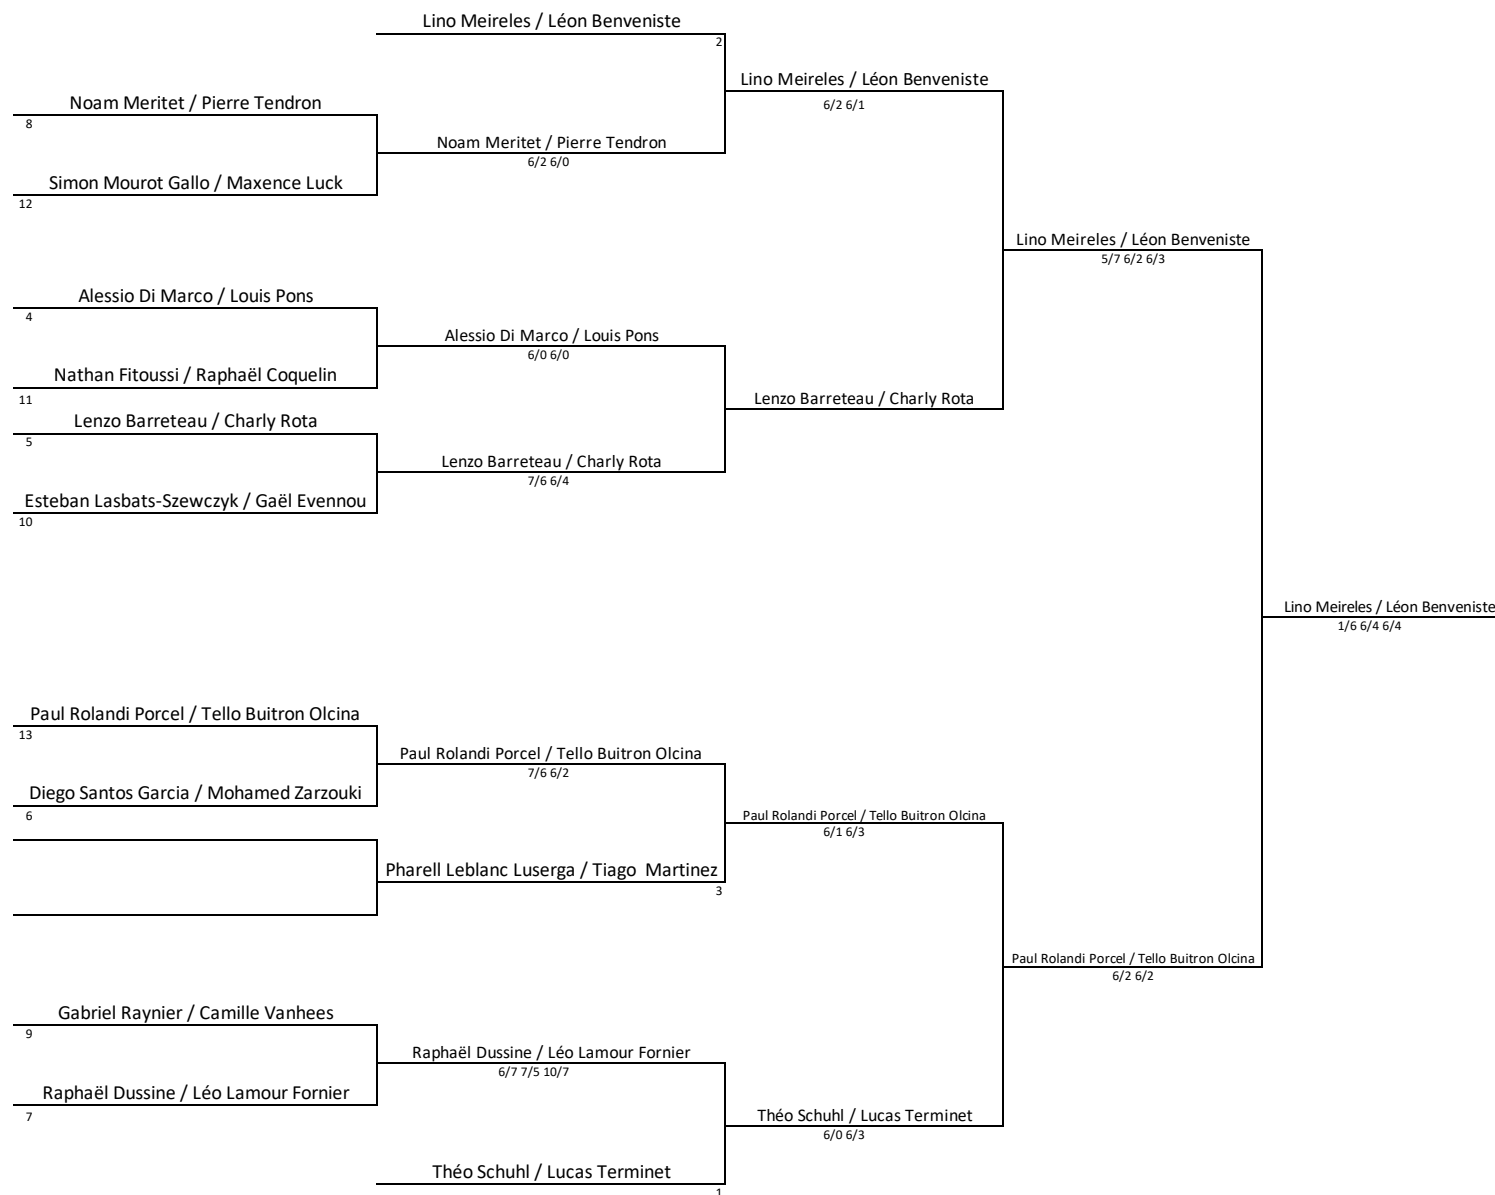 Lino Meireles / Léon Benveniste
2
Lino Meireles / Léon Benveniste
6/2 6/1
Noam Meritet / Pierre Tendron
8
Noam Meritet / Pierre Tendron
6/2 6/0
Simon Mourot Gallo / Maxence Luck
12
Lino Meireles / Léon Benveniste
5/7 6/2 6/3
Alessio Di Marco / Louis Pons
4
Alessio Di Marco / Louis Pons
6/0 6/0
Nathan Fitoussi / Raphaël Coquelin
11
Lenzo Barreteau / Charly Rota
Lenzo Barreteau / Charly Rota
5
Lenzo Barreteau / Charly Rota
7/6 6/4
Esteban Lasbats-Szewczyk / Gaël Evennou
10
Lino Meireles / Léon Benveniste
1/6 6/4 6/4
Paul Rolandi Porcel / Tello Buitron Olcina
13
Paul Rolandi Porcel / Tello Buitron Olcina
7/6 6/2
Diego Santos Garcia / Mohamed Zarzouki
6
Paul Rolandi Porcel / Tello Buitron Olcina
6/1 6/3
Pharell Leblanc Luserga / Tiago  Martinez
3
Paul Rolandi Porcel / Tello Buitron Olcina
6/2 6/2
Gabriel Raynier / Camille Vanhees
9
Raphaël Dussine / Léo Lamour Fornier
6/7 7/5 10/7
Raphaël Dussine / Léo Lamour Fornier
7
Théo Schuhl / Lucas Terminet
6/0 6/3
Théo Schuhl / Lucas Terminet
1